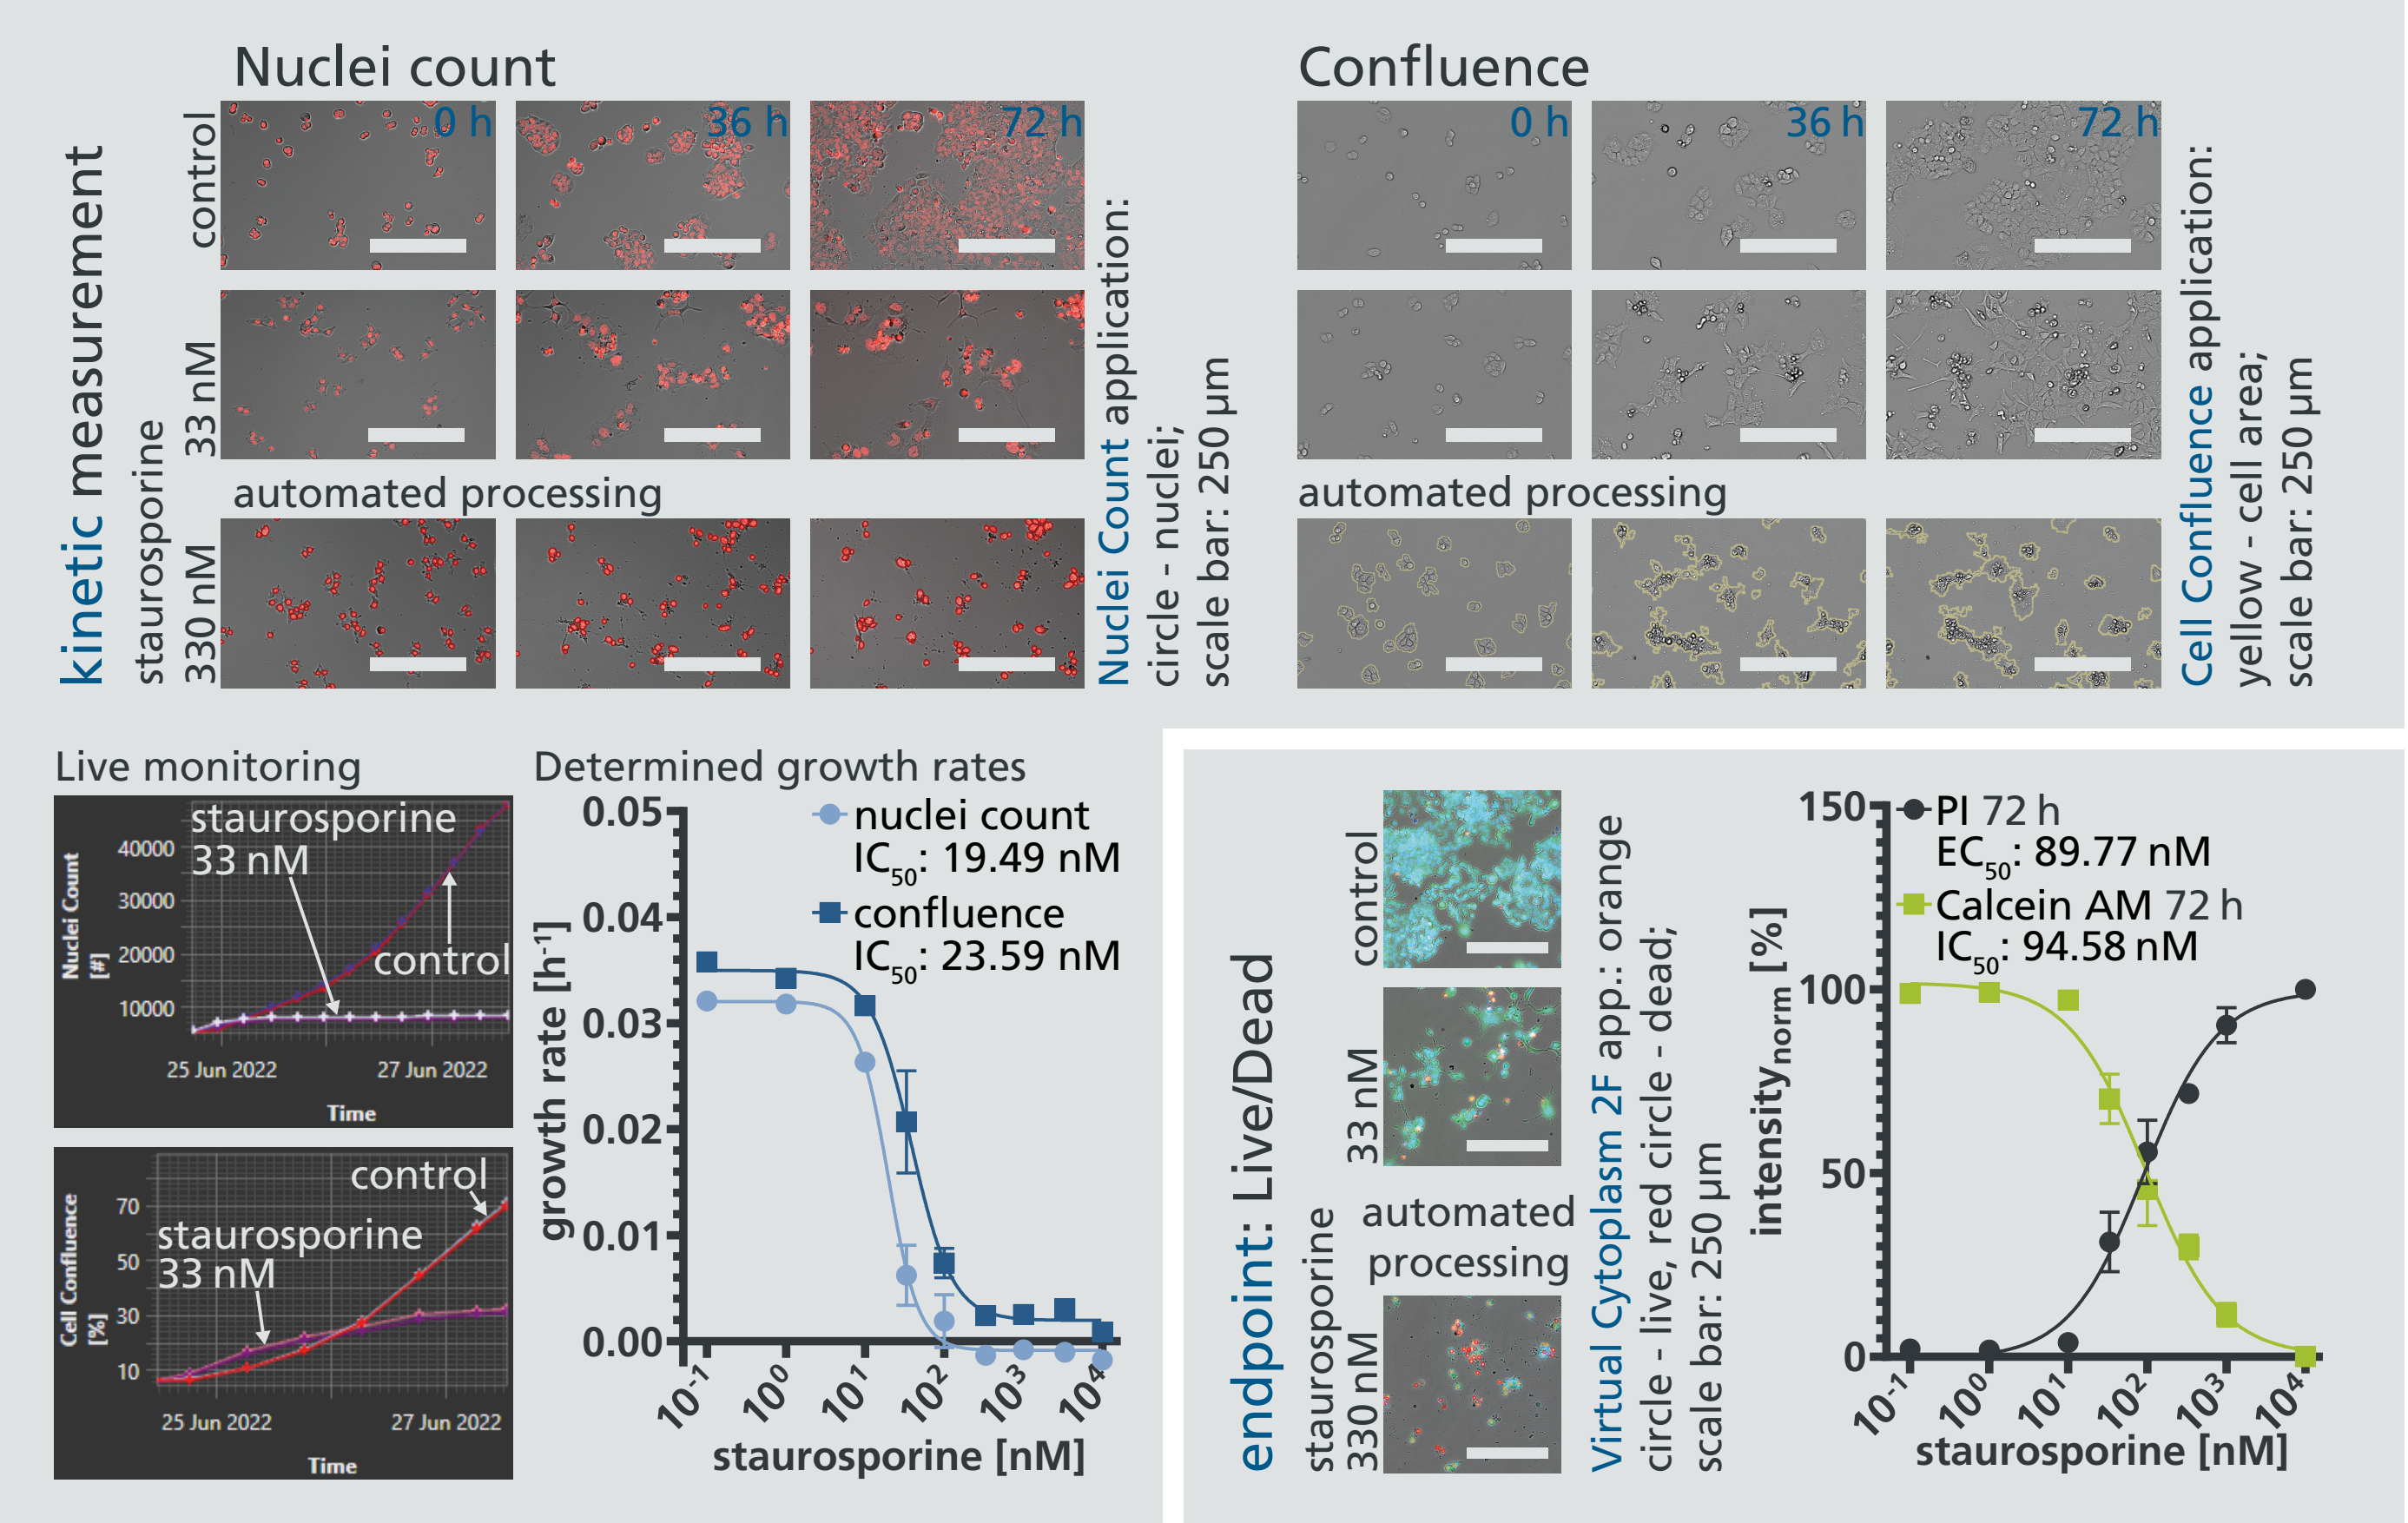 Nuclei count
Confluence
kinetic measurement
control
0 h
36 h
72 h
staurosporine
33 nM
automated processing
330 nM
Nuclei Count application:
circle - nuclei;
scale bar: 250 µm
0 h
36 h
72 h
automated processing
Cell Confluence application:
yellow - cell area;
scale bar: 250 µm
Live monitoring
staurosporine
33 nM
control
Nuclei Count
[#]
40000
30000
20000
10000
25 Jun 2022
27 Jun 2022
Time
control
staurosporine
33 nM
Cell Confluence
[%]
70
50
30
10
25 Jun 2022
27 Jun 2022
Time
Determined growth rates
nuclei count
IC50: 19.49 nM
confluence
IC50: 23.59 nM
growth rate [h-1]
0.05
0.04
0.03
0.02
0.01
0.00
10-1
100
101
102
103
104
staurosporine [nM]
endpoint: Live/Dead
control
staurosporine
33 nM
automated
processing
330 nM
Virtual Cytoplasm 2F app.: orange
circle - live, red circle - dead;
scale bar: 250 µm
PI 72 h
EC50: 89.77 nM
Calcein AM 72 h
IC50: 94.58 nM
intensitynorm [%]
150
100
50
0
10-1
100
101
102
103
104
staurosporine [nM]